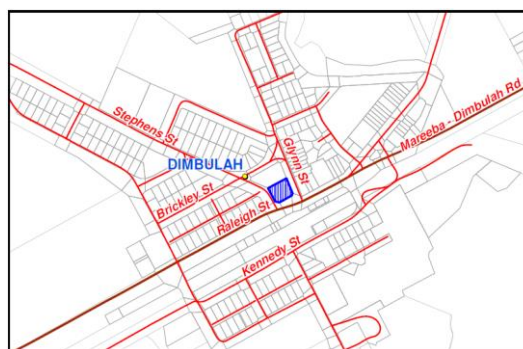 Stephens St
Glynn St
Mareeba - Dimbulah Rd
DIMBULAH
Brickley St
Raleigh St
Kennedy St